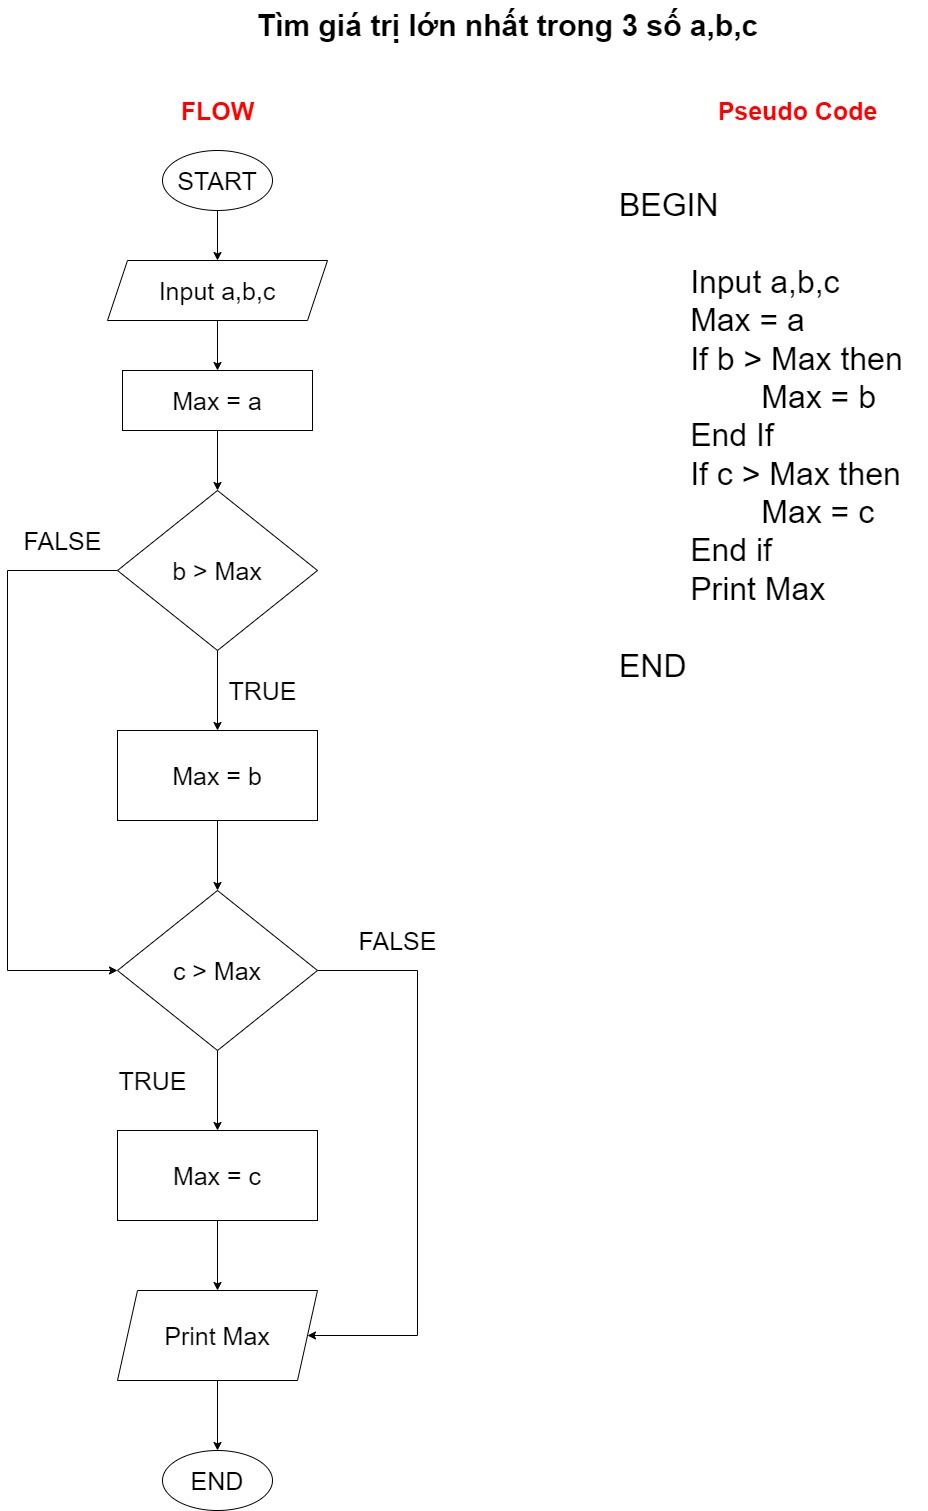 Tìm giá trị lớn nhất trong 3 số a,b,c
FLOW
START
Input a,b,c
Max = a
b > Max
FALSE
TRUE
Max = b
c > Max
FALSE
TRUE
Max = c
Print Max
END
Pseudo Code
BEGIN
Input a,b,c
Max = a
If b > Max then
Max = b
End If
If c > Max then
Max = c
End if
Print Max
END